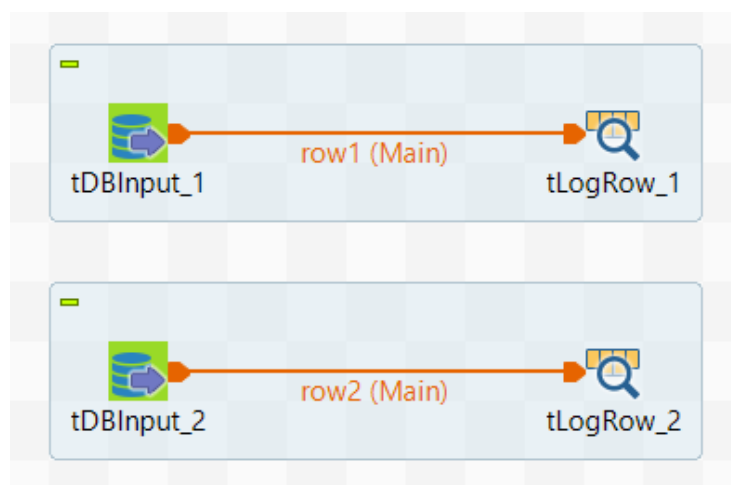 row1 (Main)
tDBInput_1
tLogRow_1
row2 (Main)
tDBInput_2
tLogRow_2